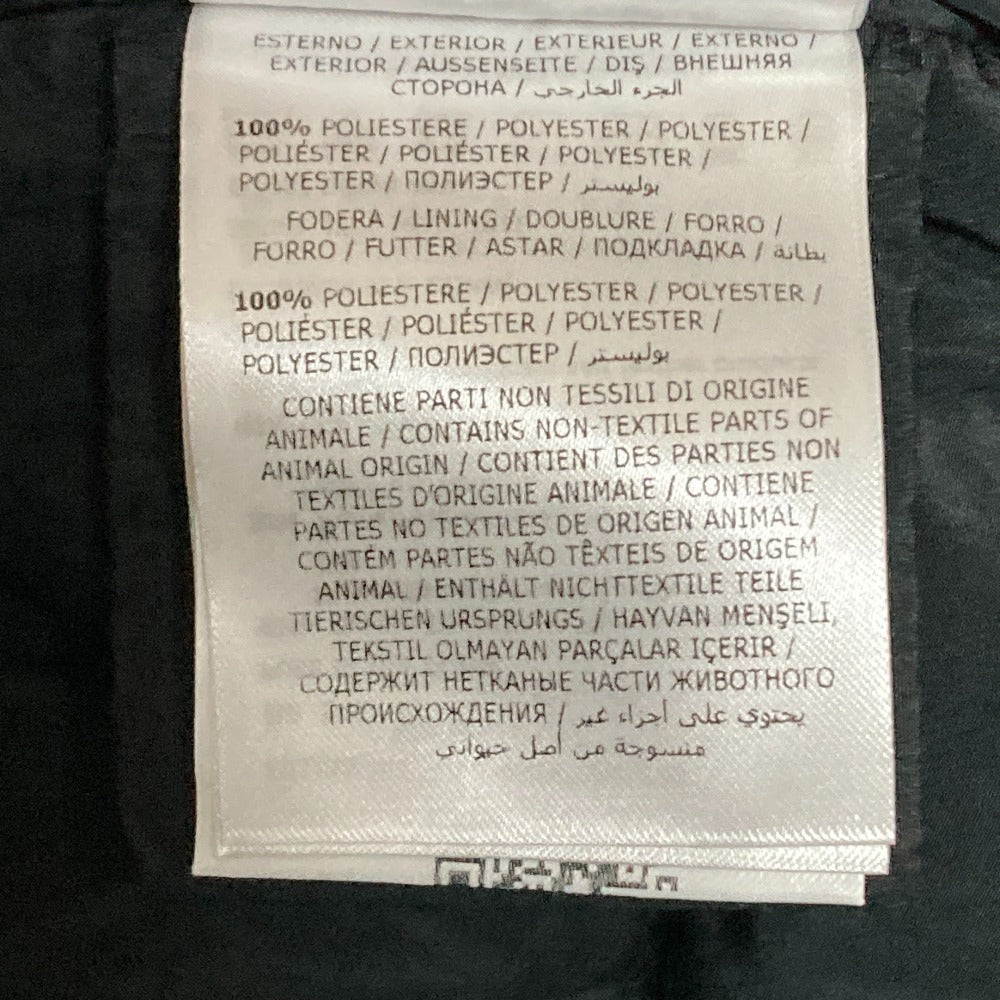 ESTERNO / EXTERIOR / EXTERIEUR / EXTERNO /
EXTERIOR / AUSSENSEITE / DIŞ / ВНЕШНЯЯ
СТОРОНА / الجزء الخارجي
100% POLIESTERE / POLYESTER / POLYESTER /
POLIÉSTER / POLIÉSTER / POLYESTER /
POLYESTER / ПОЛИЭСТЕР / بوليستر
FODERA / LINING / DOUBLURE / FORRO /
FORRO / FUTTER / ASTAR / ПОДКЛАДКА / بطانة
100% POLIESTERE / POLYESTER / POLYESTER /
POLIÉSTER / POLIÉSTER / POLYESTER /
POLYESTER / ПОЛИЭСТЕР / بوليستر
CONTIENE PARTI NON TESSILI DI ORIGINE
ANIMALE / CONTAINS NON-TEXTILE PARTS OF
ANIMAL ORIGIN / CONTIENT DES PARTIES NON
TEXTILES D'ORIGINE ANIMALE / CONTIENE
PARTES NO TEXTILES DE ORIGEN ANIMAL /
CONTÉM PARTES NÃO TÊXTEIS DE ORIGEM
ANIMAL / ENTHÄLT NICHTTEXTILE TEILE
TIERISCHEN URSPRUNGS / HAYVAN MENŞELİ,
TEKSTIL OLMAYAN PARÇALAR IÇERIR /
СОДЕРЖИТ НЕТКАНЫЕ ЧАСТИ ЖИВОТНОГО
ПРОИСХОЖДЕНИЯ / يحتوي على أجزاء غير
منسوجة من أصل حيواني